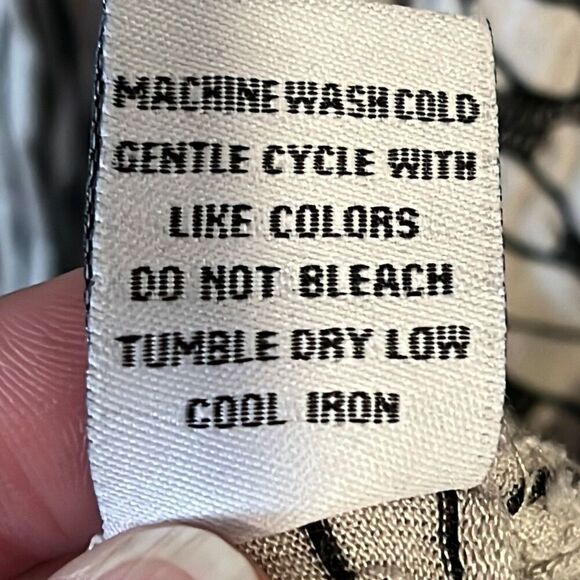 MACHINE WASH COLD
GENTLE CYCLE WITH
LIKE COLORS
DO NOT BLEACH
TUMBLE DRY LOW
COOL IRON